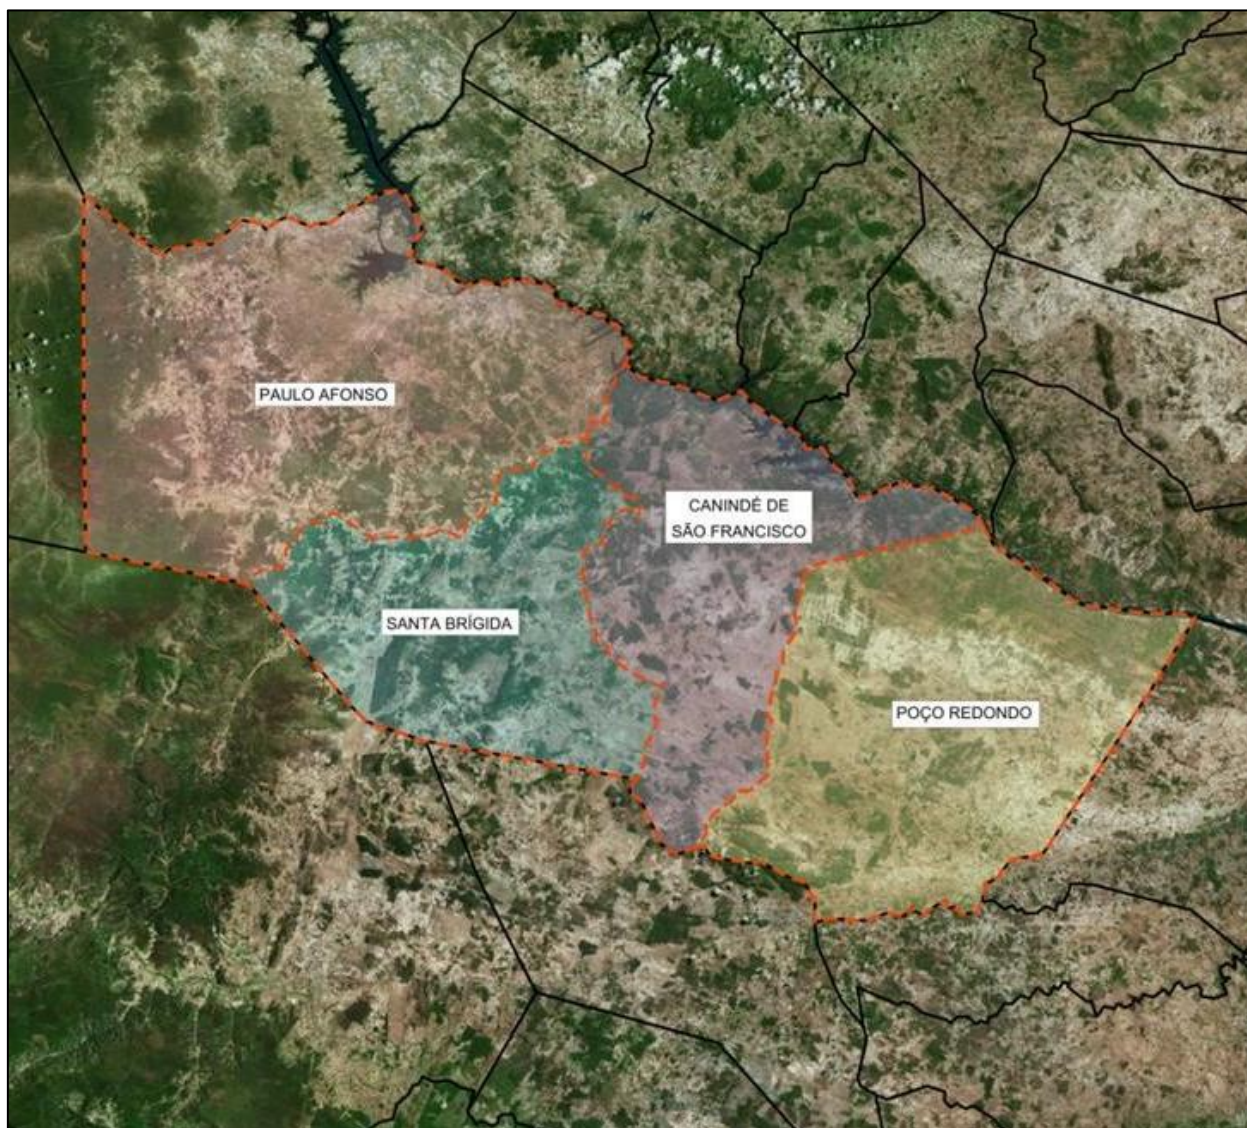 PAULO AFONSO
CANINDÉ DE
SÃO FRANCISCO
SANTA BRÍGIDA
POÇO REDONDO